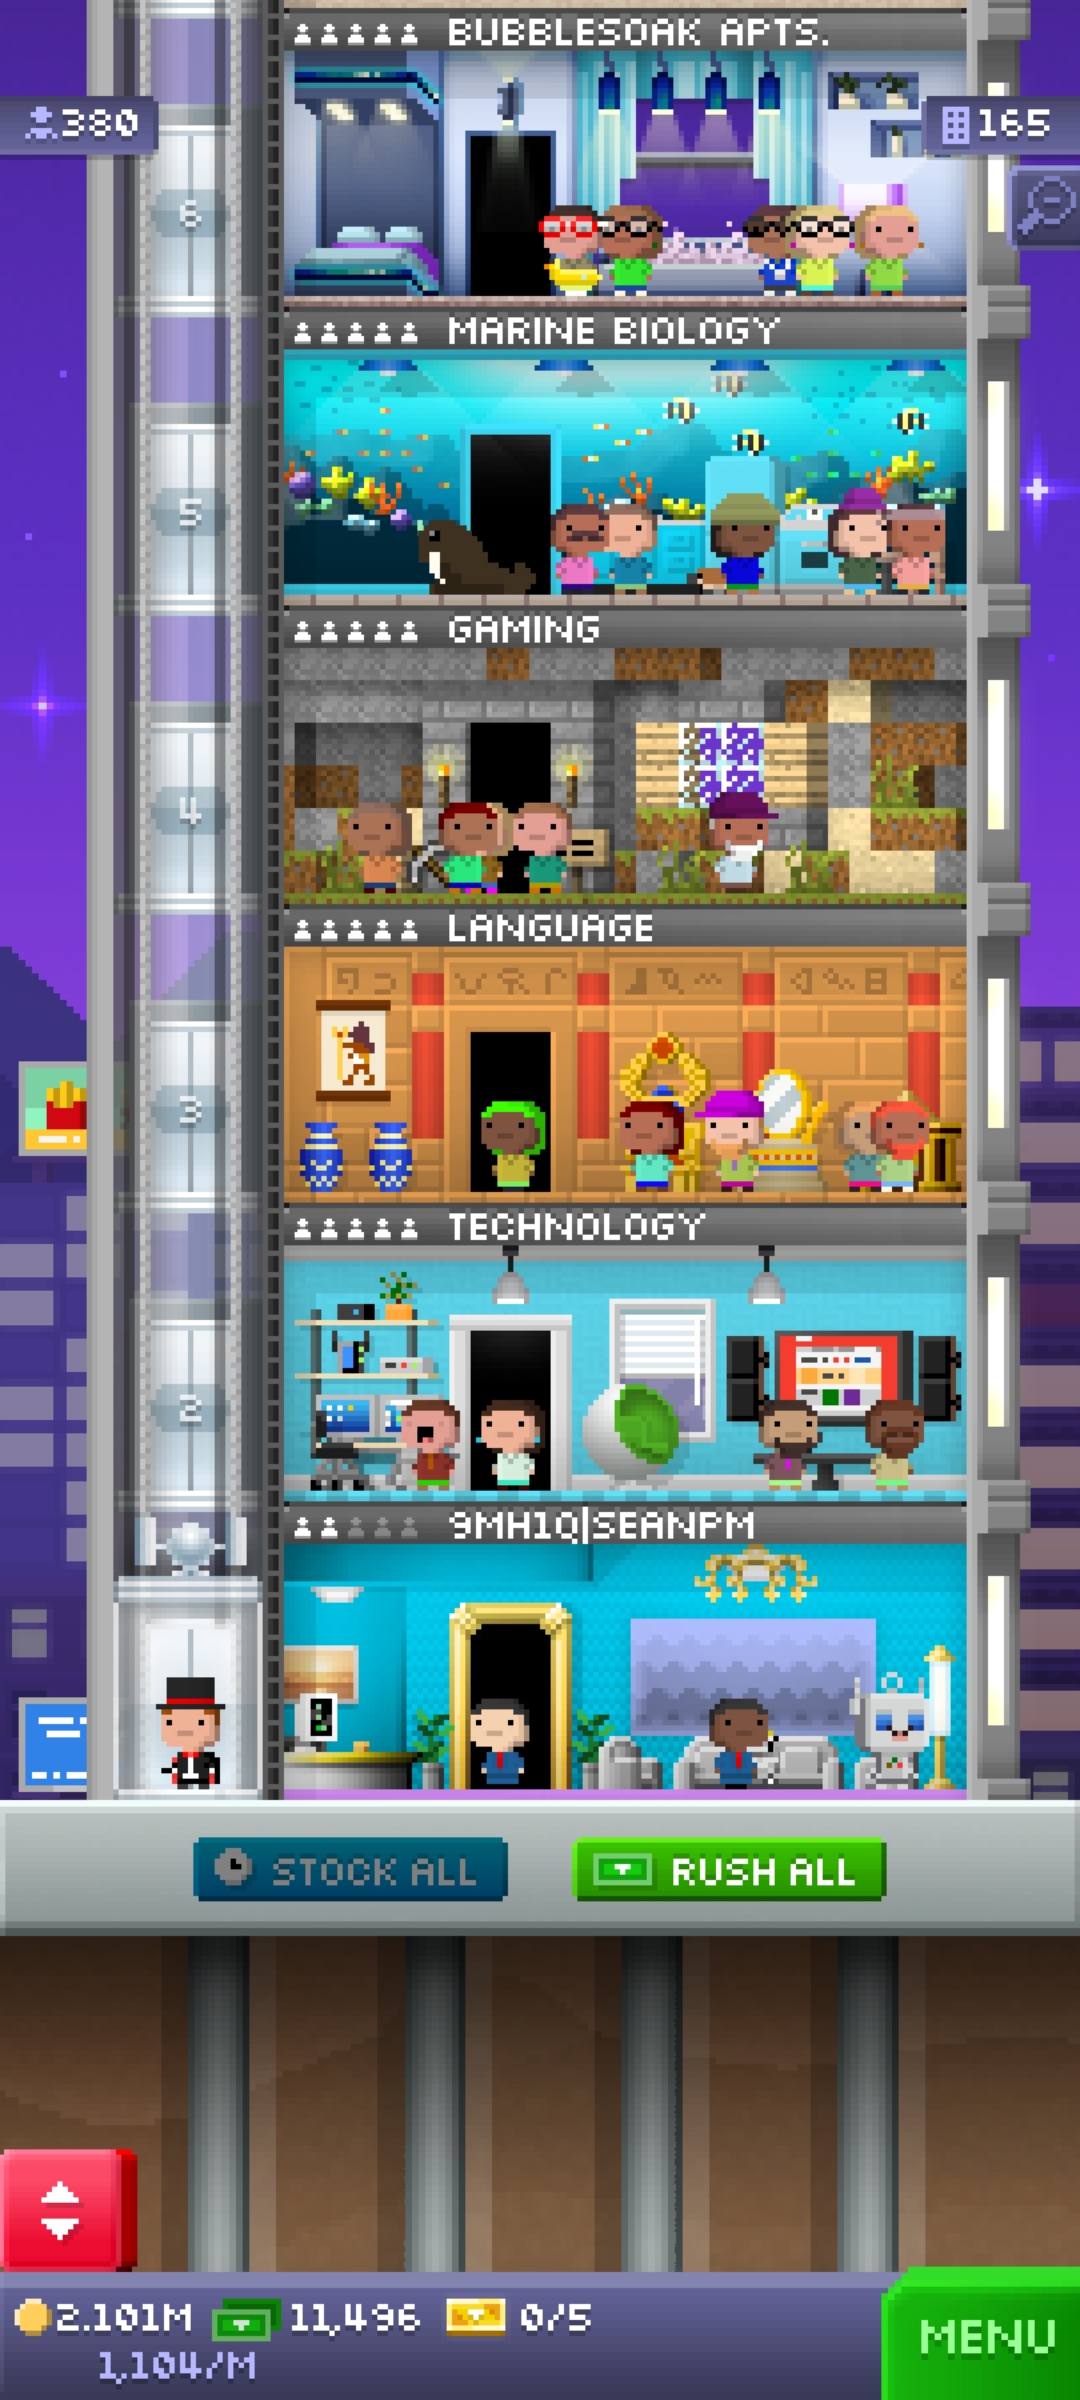 BUBBLESOAK APTS.
380
165
6
MARINE BIOLOGY
5
GAMING
4
LANGUAGE
3
TECHNOLOGY
2
9MH1Q|SEANPM
1
STOCK ALL
RUSH ALL
2.101M 11,496 0/5
1,104/M
MENU